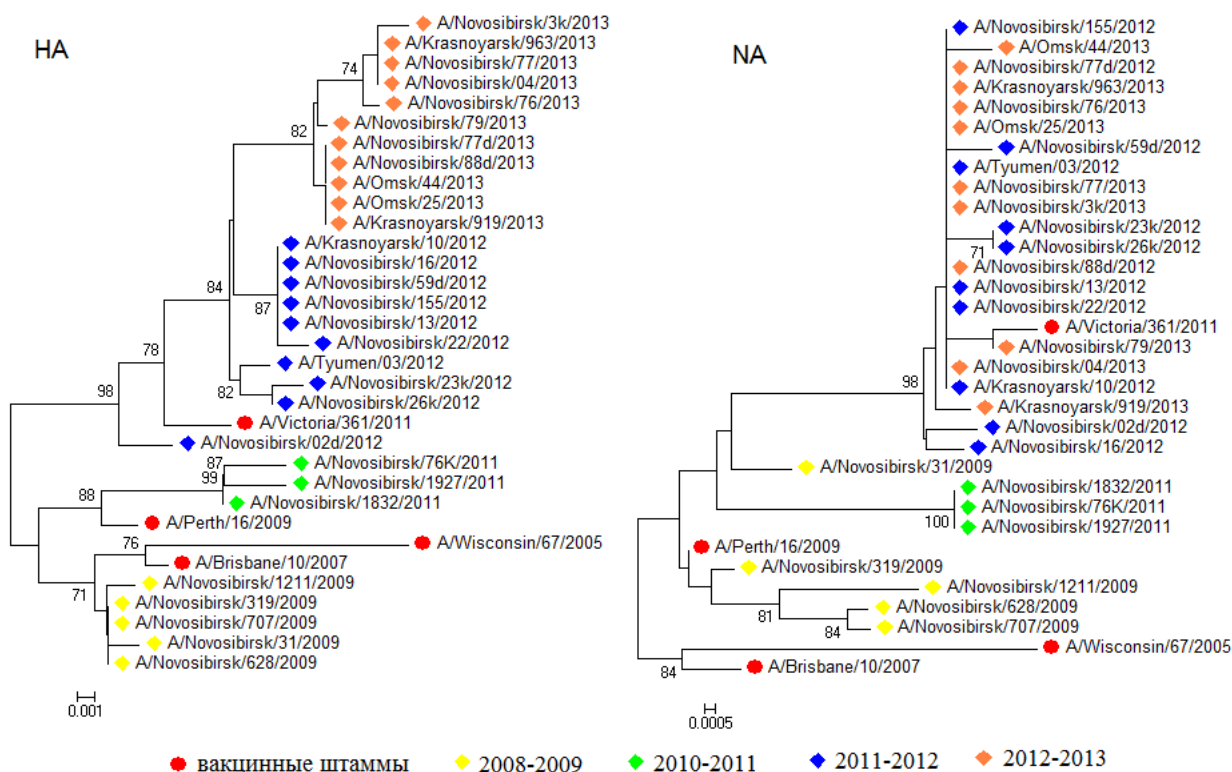 HA
A/Novosibirsk/3k/2013
A/Krasnoyarsk/963/2013
74
A/Novosibirsk/77/2013
A/Novosibirsk/04/2013
A/Novosibirsk/76/2013
82
A/Novosibirsk/79/2013
A/Novosibirsk/77d/2013
A/Novosibirsk/88d/2013
A/Omsk/44/2013
A/Omsk/25/2013
A/Krasnoyarsk/919/2013
A/Krasnoyarsk/10/2012
A/Novosibirsk/16/2012
84
A/Novosibirsk/59d/2012
87
A/Novosibirsk/155/2012
A/Novosibirsk/13/2012
A/Novosibirsk/22/2012
78
A/Tyumen/03/2012
98
82
A/Novosibirsk/23k/2012
A/Novosibirsk/26k/2012
A/Victoria/361/2011
A/Novosibirsk/02d/2012
87
A/Novosibirsk/76K/2011
99
A/Novosibirsk/1927/2011
88
A/Novosibirsk/1832/2011
A/Perth/16/2009
76
A/Wisconsin/67/2005
A/Brisbane/10/2007
71
A/Novosibirsk/1211/2009
A/Novosibirsk/319/2009
A/Novosibirsk/707/2009
A/Novosibirsk/31/2009
A/Novosibirsk/628/2009
0.001
NA
A/Novosibirsk/155/2012
A/Omsk/44/2013
A/Novosibirsk/77d/2012
A/Krasnoyarsk/963/2013
A/Novosibirsk/76/2013
A/Omsk/25/2013
A/Novosibirsk/59d/2012
A/Tyumen/03/2012
A/Novosibirsk/77/2013
A/Novosibirsk/3k/2013
A/Novosibirsk/23k/2012
71
A/Novosibirsk/26k/2012
A/Novosibirsk/88d/2012
A/Novosibirsk/13/2012
A/Novosibirsk/22/2012
A/Victoria/361/2011
A/Novosibirsk/79/2013
98
A/Novosibirsk/04/2013
A/Krasnoyarsk/10/2012
A/Krasnoyarsk/919/2013
A/Novosibirsk/02d/2012
A/Novosibirsk/16/2012
A/Novosibirsk/31/2009
A/Novosibirsk/1832/2011
A/Novosibirsk/76K/2011
100
A/Novosibirsk/1927/2011
A/Perth/16/2009
A/Novosibirsk/319/2009
A/Novosibirsk/1211/2009
81
A/Novosibirsk/628/2009
84
A/Novosibirsk/707/2009
A/Wisconsin/67/2005
84
A/Brisbane/10/2007
0.0005
вакцинные штаммы
2008-2009
2010-2011
2011-2012
2012-2013